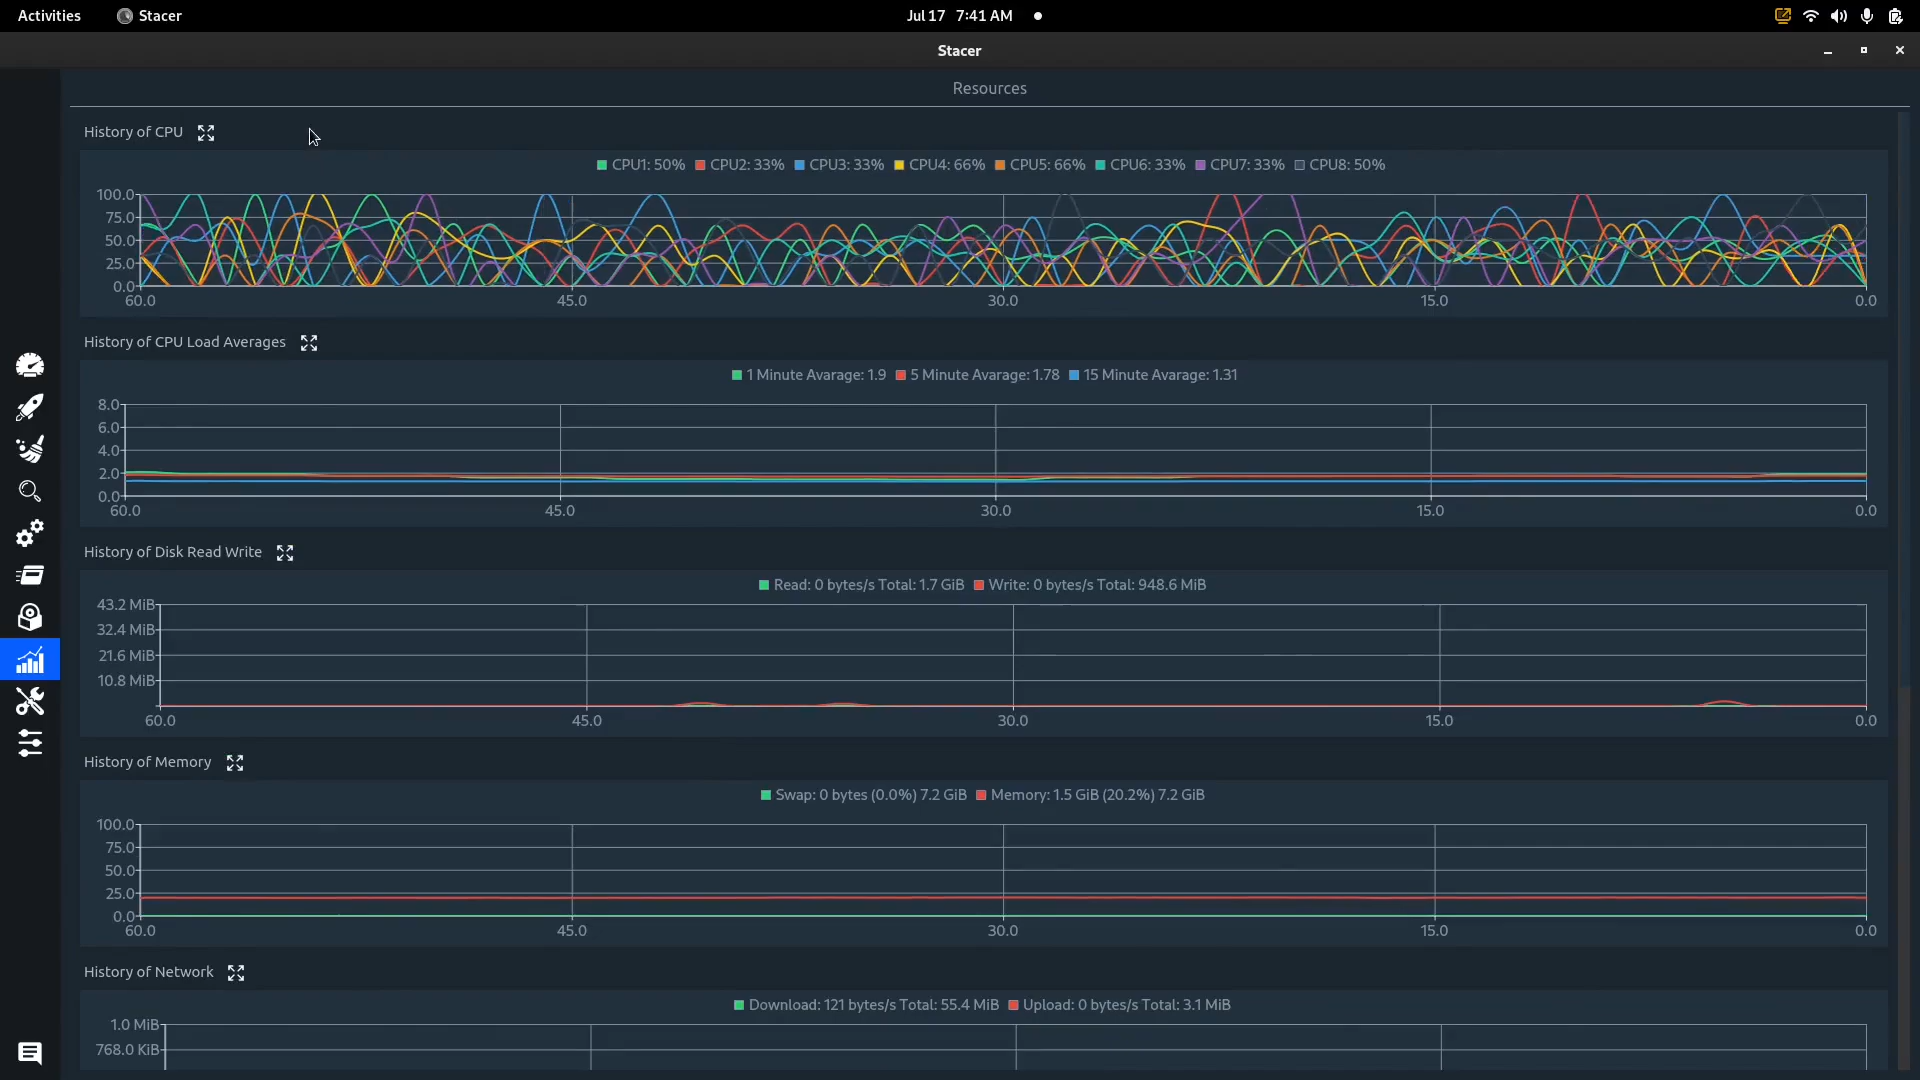 Activities Stacer Jul 17 7:41 AM
Stacer
Resources
History of CPU
CPU1: 50% CPU2: 33% CPU3: 33% CPU4: 66% CPU5: 66% CPU6: 33% CPU7: 33% CPU8: 50%
100.0
75.0
50.0
25.0
0.0
60.0 45.0 30.0 15.0 0.0
History of CPU Load Averages
1 Minute Avarage: 1.9 5 Minute Avarage: 1.78 15 Minute Avarage: 1.31
8.0
6.0
4.0
2.0
0.0
60.0 45.0 30.0 15.0 0.0
History of Disk Read Write
Read: 0 bytes/s Total: 1.7 GiB Write: 0 bytes/s Total: 948.6 MiB
43.2 MiB
32.4 MiB
21.6 MiB
10.8 MiB
60.0 45.0 30.0 15.0 0.0
History of Memory
Swap: 0 bytes (0.0%) 7.2 GiB Memory: 1.5 GiB (20.2%) 7.2 GiB
100.0
75.0
50.0
25.0
0.0
60.0 45.0 30.0 15.0 0.0
History of Network
Download: 121 bytes/s Total: 55.4 MiB Upload: 0 bytes/s Total: 3.1 MiB
1.0 MiB
768.0 KiB